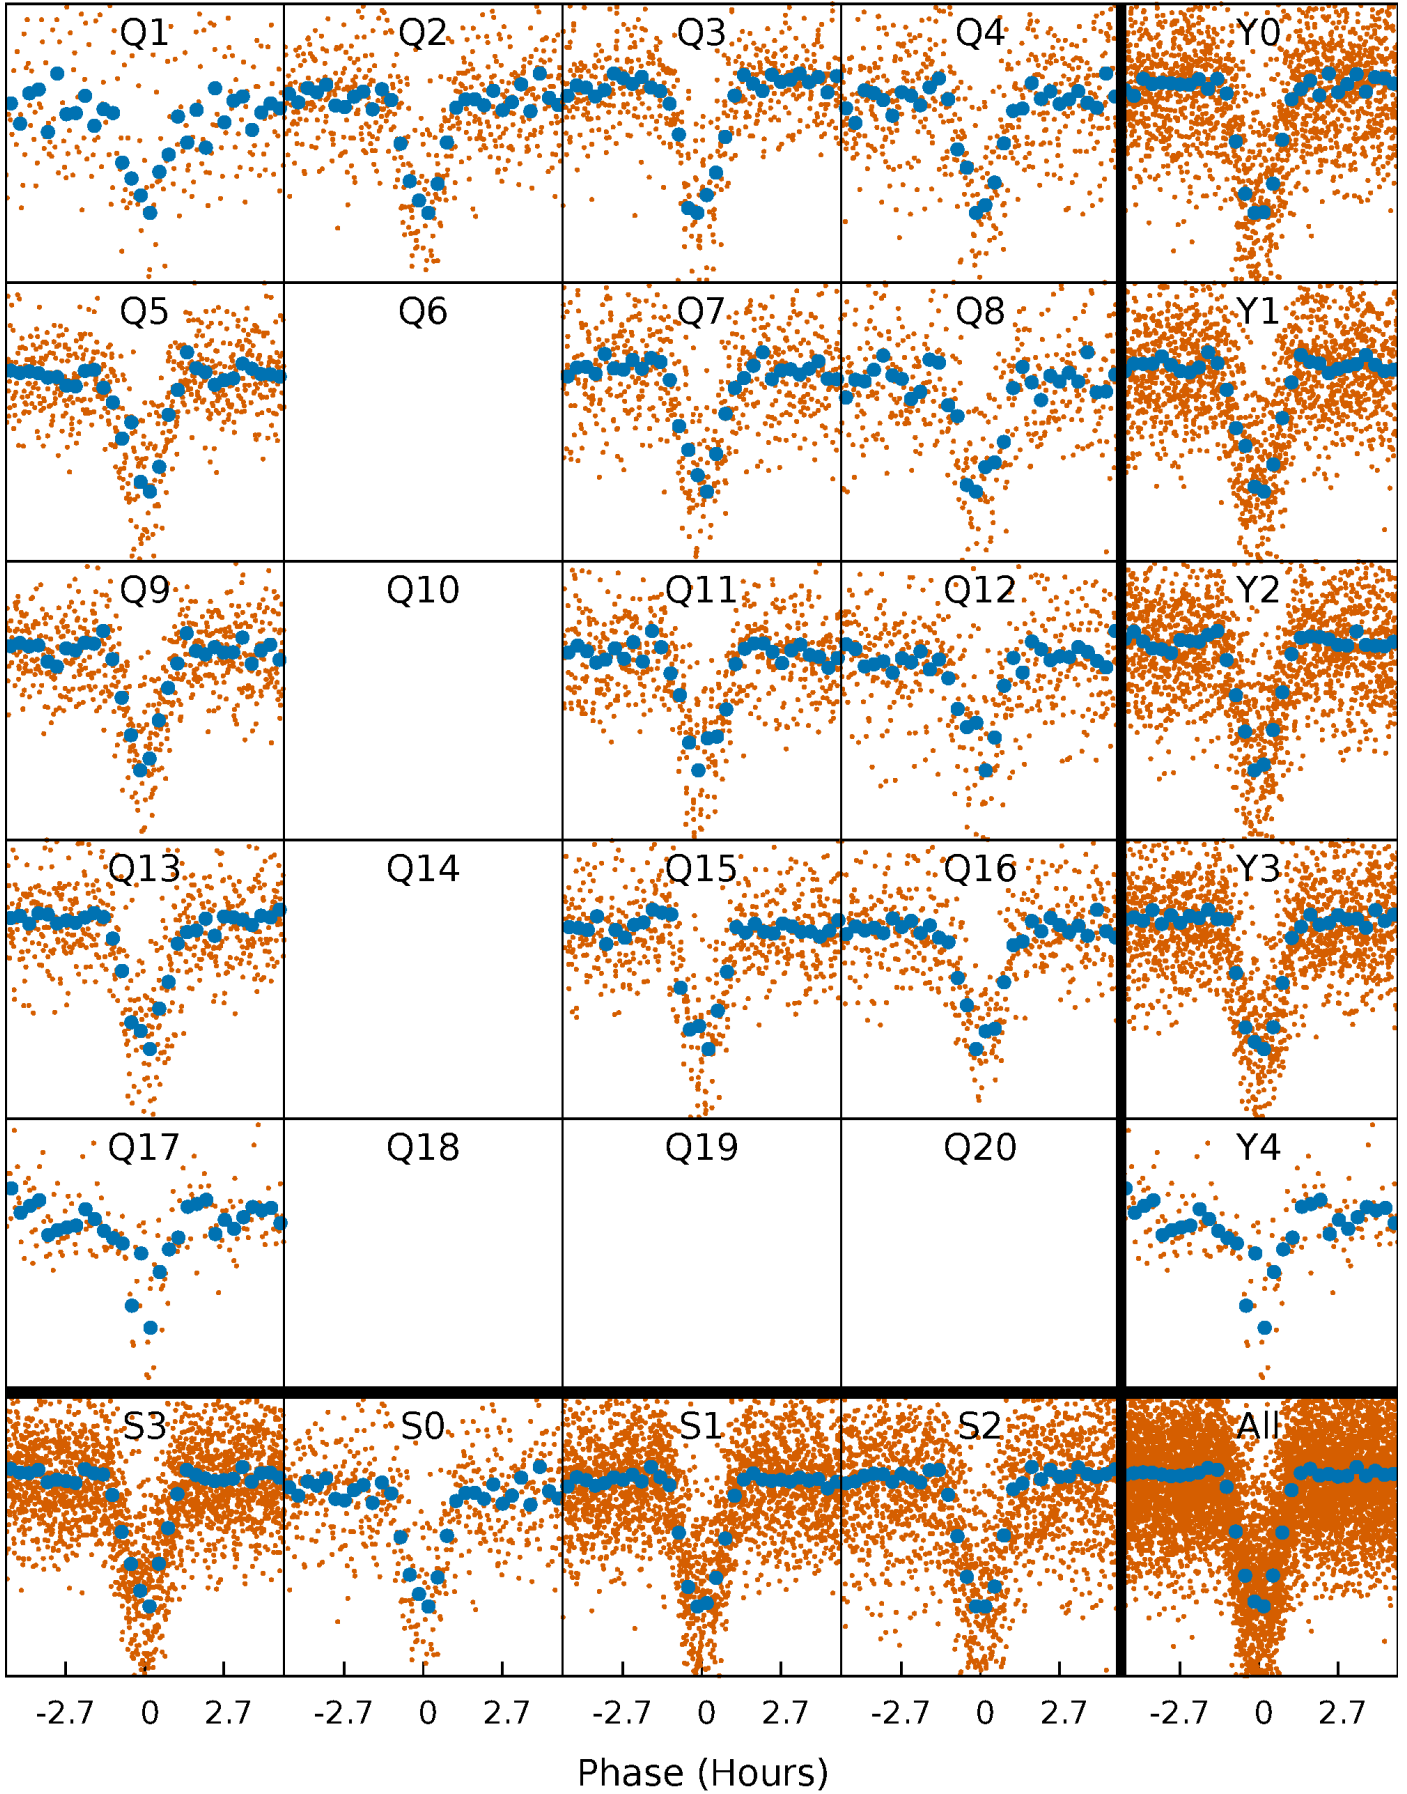 Q1 Q2 Q3 Q4 Y0
Q5 Q6 Q7 Q8 Y1
Q9 Q10 Q11 Q12 Y2
Q13 Q14 Q15 Q16 Y3
Q17 Q18 Q19 Q20 Y4
S3 S0 S1 S2 All
-2.7 0 2.7 -2.7 0 2.7 -2.7 0 2.7 -2.7 0 2.7 -2.7 0 2.7
Phase (Hours)